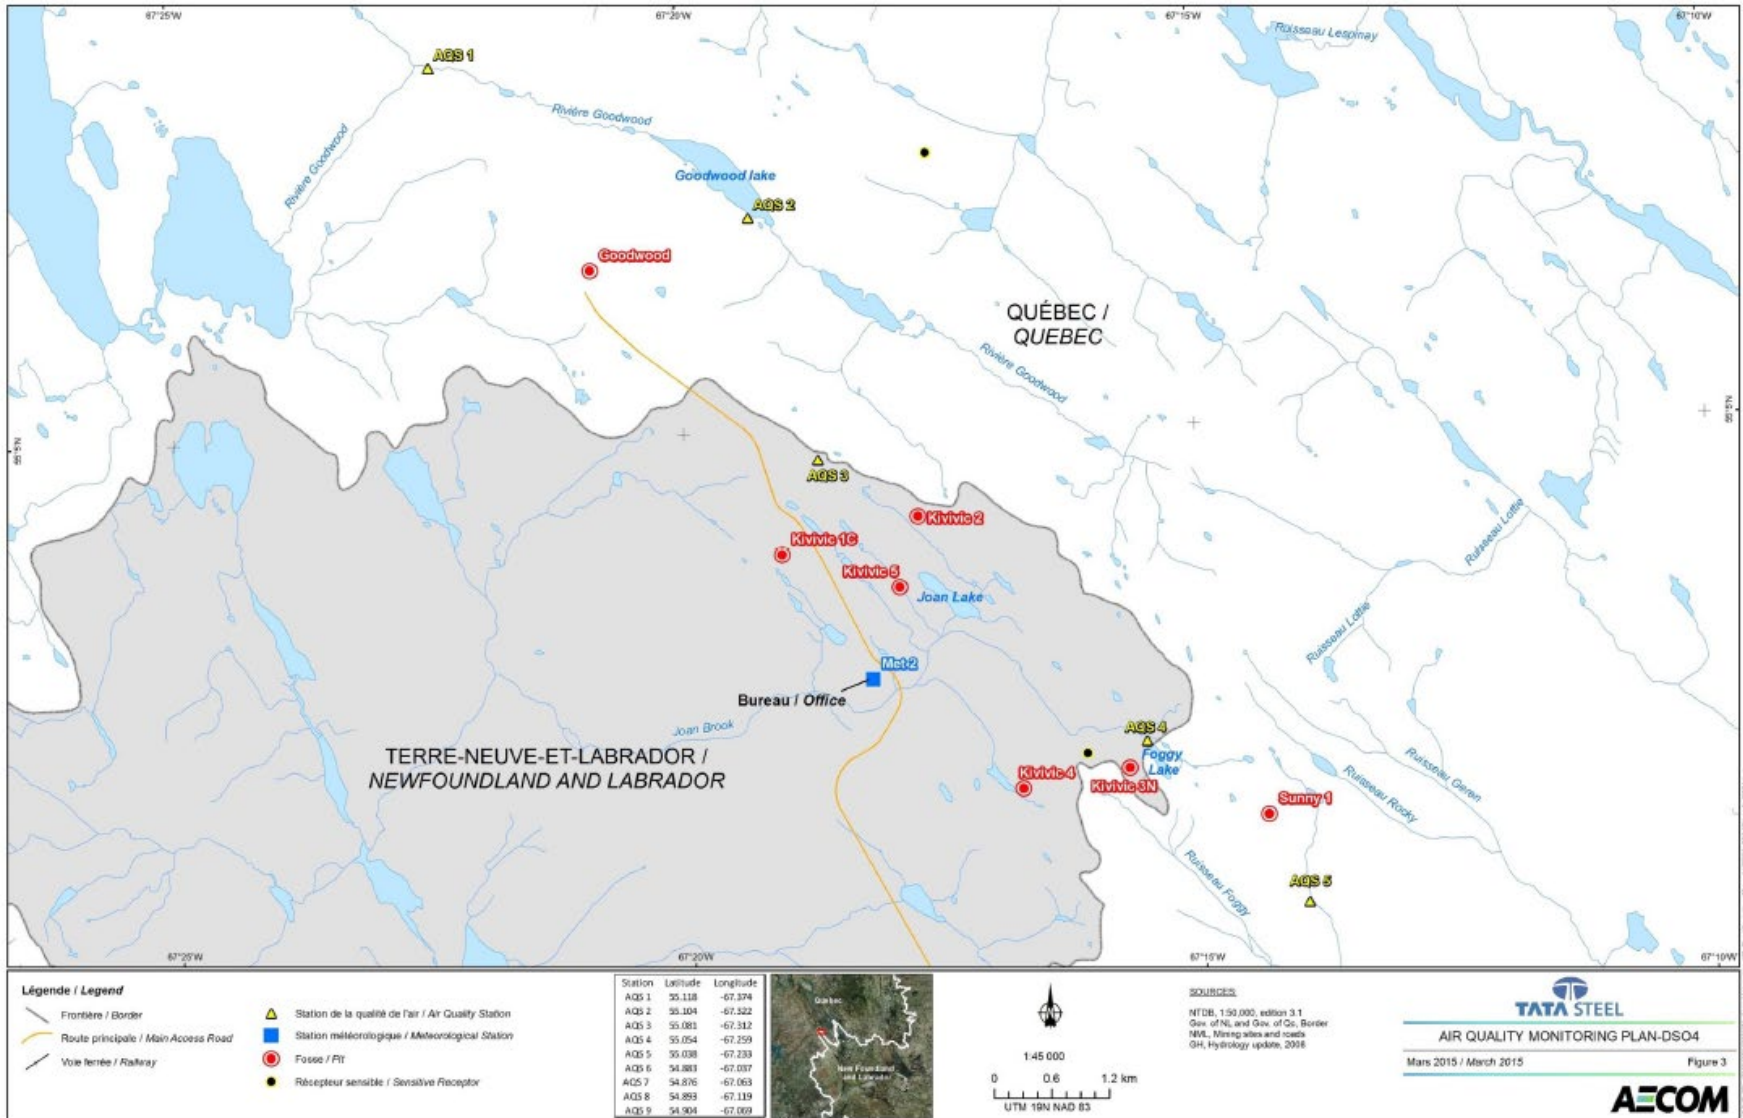 67°25'W
67°20'W
67°15'W
67°10'W
AQS 1
Ruisseau Lespinay
Rivière Goodwood
Rivière Goodwood
Goodwood lake
AQS 2
Goodwood
QUÉBEC /
QUEBEC
Rivière Goodwood
55°5'N
55°5'N
AQS 3
Kivivic 2
Kivivic 1C
Kivivic 5
Joan Lake
Ruisseau Lottie
Ruisseau Lottie
Met-2
Bureau / Office
Joan Brook
TERRE-NEUVE-ET-LABRADOR /
NEWFOUNDLAND AND LABRADOR
AQS 4
Foggy
Lake
Kivivic 4
Kivivic 3N
Sunny 1
Ruisseau Geren
Ruisseau Rocky
Ruisseau Foggy
AQS 5
67°25'W
67°20'W
67°15'W
67°10'W
Légende / Legend
Frontière / Border
Route principale / Main Access Road
Voie ferrée / Railway
Station de la qualité de l'air / Air Quality Station
Station météorologique / Meteorological Station
Fosse / Pit
Récepteur sensible / Sensitive Receptor
Station Latitude Longitude
AQS 1 55.118 -67.374
AQS 2 55.104 -67.322
AQS 3 55.081 -67.312
AQS 4 55.054 -67.259
AQS 5 55.038 -67.233
AQS 6 54.883 -67.037
AQS 7 54.876 -67.063
AQS 8 54.893 -67.119
AQS 9 54.904 -67.069
Quebec
New Foundland
and Labrador
1:45 000
0 0.6 1.2 km
UTM 19N NAD 83
SOURCES:
NTDB, 1:50,000, edition 3.1
Gov. of NL and Gov. of Qc, Border
NML, Mining sites and roads
GH, Hydrology update, 2008
TATA STEEL
AIR QUALITY MONITORING PLAN-DSO4
Mars 2015 / March 2015
Figure 3
AECOM